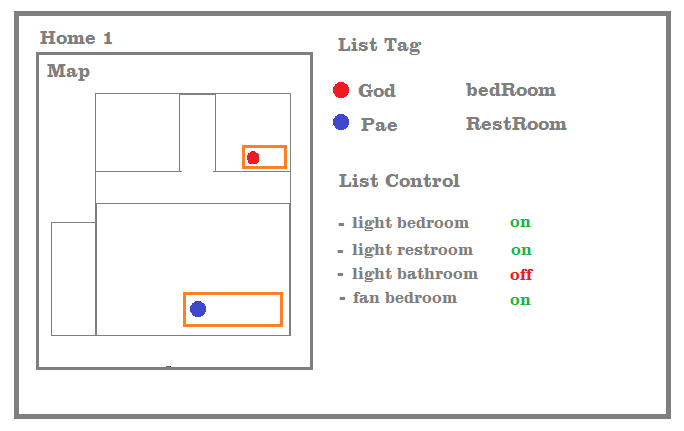 Home 1
Map
List Tag
God bedRoom
Pae RestRoom
List Control
- light bedroom on
- light restroom on
- light bathroom off
- fan bedroom on